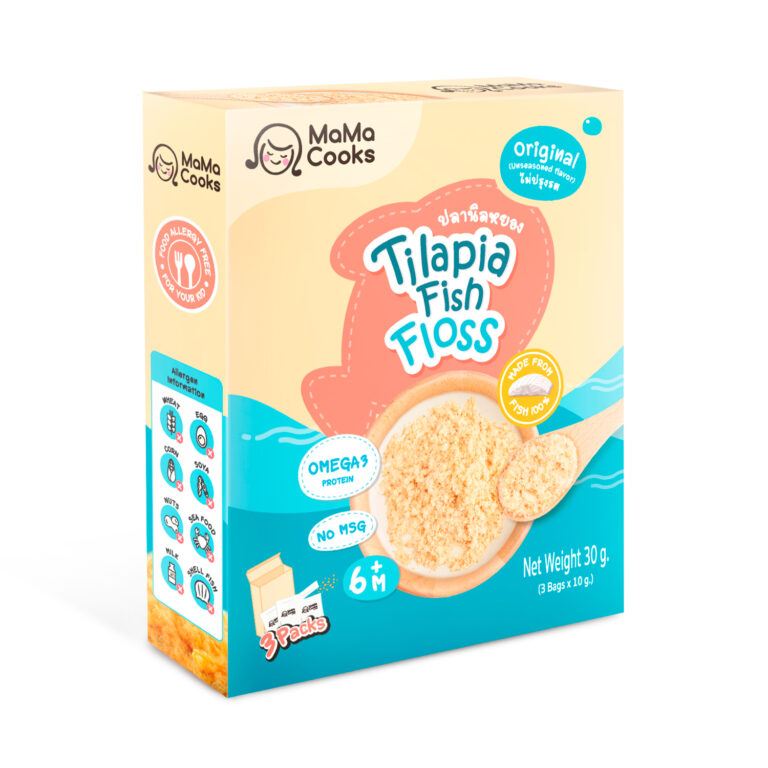 MaMa
Cooks
MaMa
Cooks
Original
(unseasoned flavor)
ไม่ปรุงรส
ปลานิลหยอง
Tilapia
Fish
Floss
MADE FROM
FISH 100%
OMEGA3
PROTEIN
NO MSG
6+M
3 Packs
Net Weight 30 g.
(3 Bags x 10 g.)
MaMa
Cooks
FOOD ALLERGY FREE
FOR YOUR KID
Allergen
Information
WHEAT
EGG
CORN
SOYA
NUTS
SEA FOOD
MILK
SHELL FISH